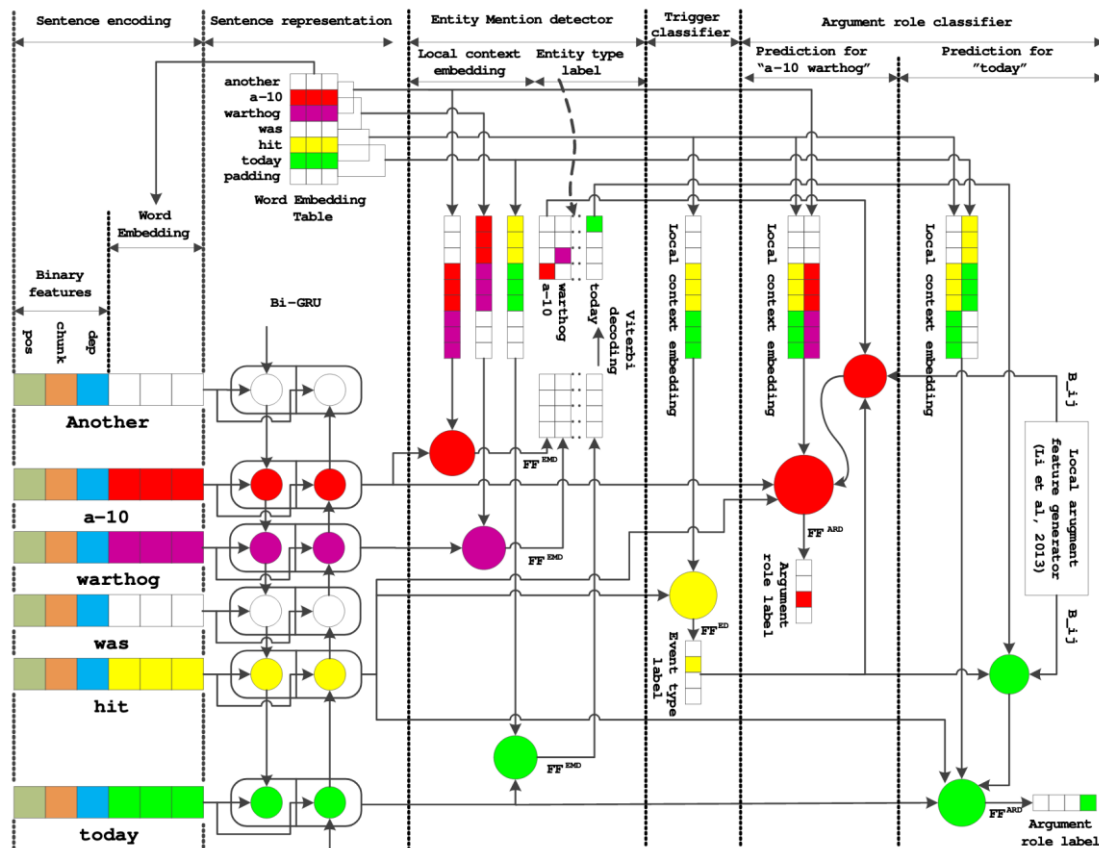 Sentence encoding
Sentence representation
Entity Mention detector
Trigger
classifier
Argument role classifier
Local context
embedding
Entity type
label
Prediction for
“a-10 warthog”
Prediction for
”today”
another
a-10
warthog
was
hit
today
padding
Word Embedding
Table
Word
Embedding
Binary
features
pos
chunk
dep
Bi-GRU
a-10
warthog
today
Viterbi
decoding
Local context embedding
Local context embedding
Local context embedding
B_ij
Local arugment
feature generator
(Li et al, 2013)
B_ij
Another
a-10
warthog
was
hit
today
FF EMD
FF EMD
FF EMD
FF ED
Event type
label
FF ARD
Argument
role label
FF ARD
Argument
role label